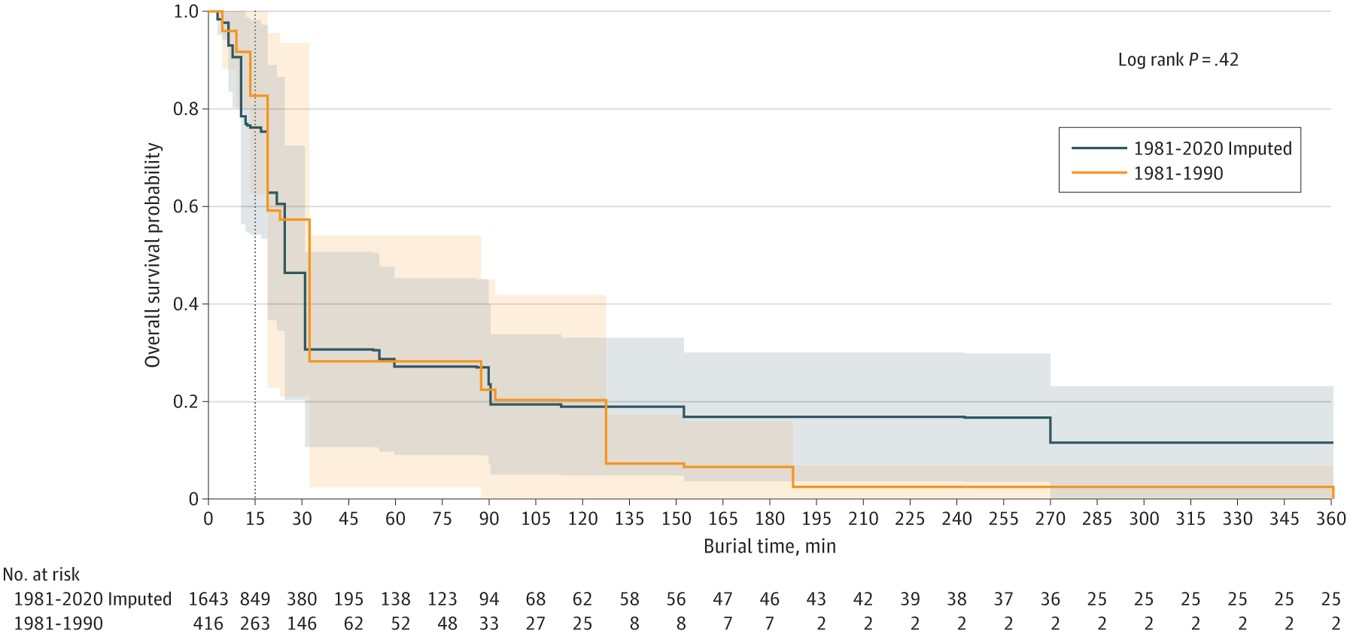 1.0
Log rank P = .42
0.8
1981-2020 Imputed
1981-1990
0.6
0.4
0.2
0
Overall survival probability
0 15 30 45 60 75 90 105 120 135 150 165 180 195 210 225 240 255 270 285 300 315 330 345 360
Burial time, min
No. at risk
1981-2020 Imputed 1643 849 380 195 138 123 94 68 62 58 56 47 46 43 42 39 38 37 36 25 25 25 25 25 25
1981-1990 416 263 146 62 52 48 33 27 25 8 8 7 7 2 2 2 2 2 2 2 2 2 2 2 2